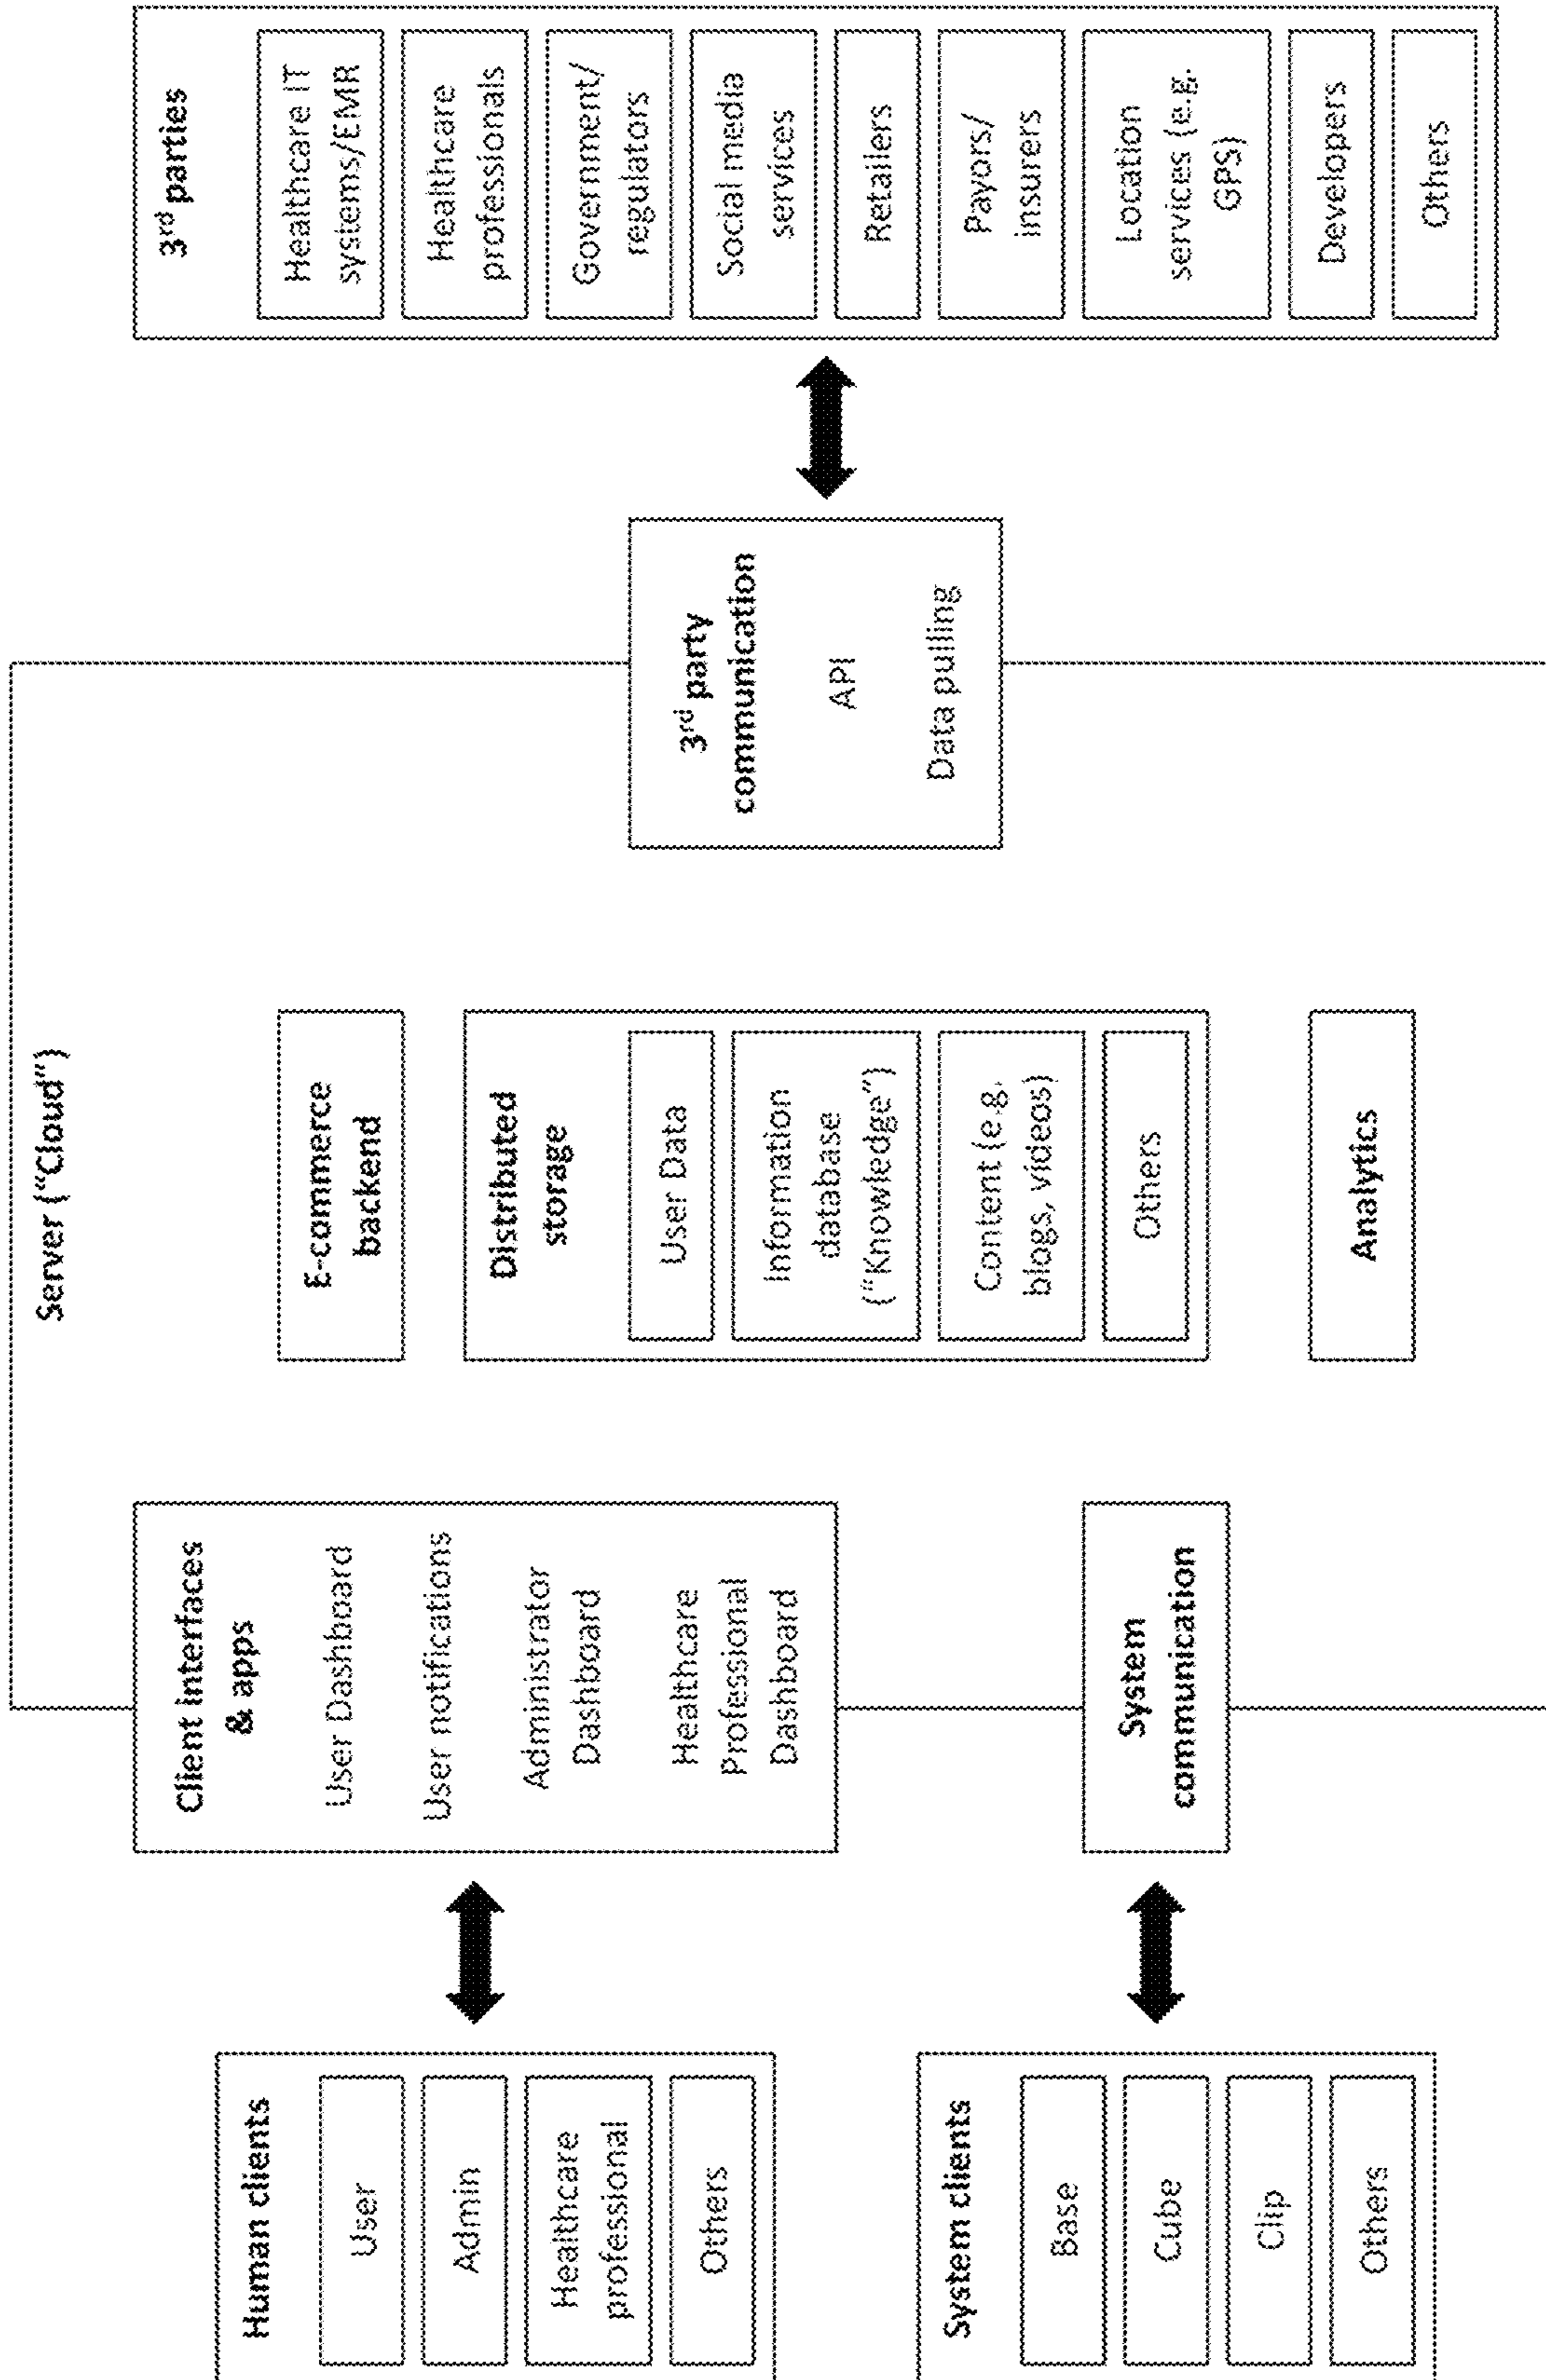 Server (“Cloud”)
Human clients
User
Admin
Healthcare
professional
Others
System clients
Base
Cube
Clip
Others
Client interfaces
& apps
User Dashboard
User notifications
Administrator
Dashboard
Healthcare
Professional
Dashboard
System
communication
E-commerce
backend
Distributed
storage
User Data
Information
database
(“Knowledge”)
Content (e.g.
blogs, videos)
Others
Analytics
3rd party
communication
API
Data pulling
3rd parties
Healthcare IT
systems/EMR
Healthcare
professionals
Government/
regulators
Social media
services
Retailers
Payors/
insurers
Location
services (e.g.
GPS)
Developers
Others